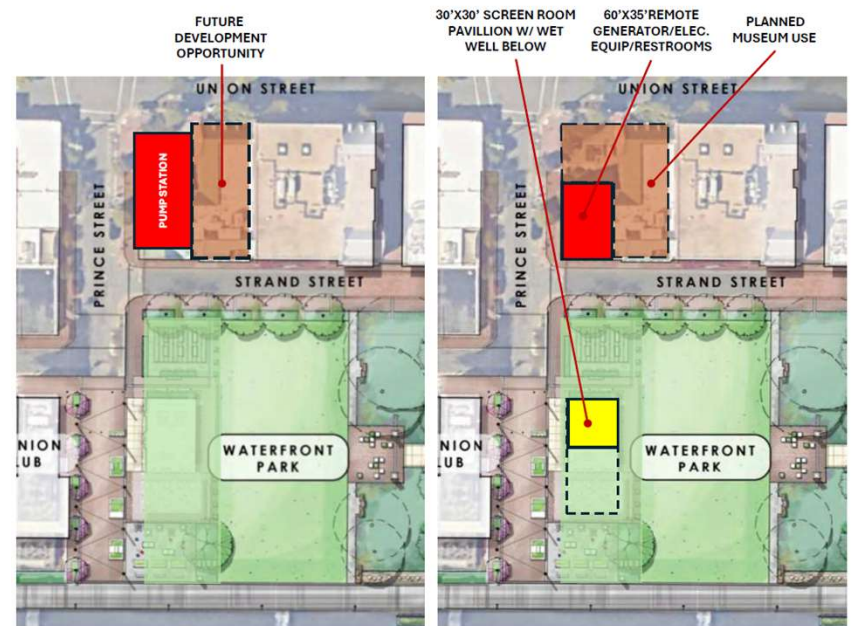 FUTURE
DEVELOPMENT
OPPORTUNITY
30'X30' SCREEN ROOM
PAVILLION W/ WET
WELL BELOW
60'X35'REMOTE
GENERATOR/ELEC.
EQUIP/RESTROOMS
PLANNED
MUSEUM USE
UNION STREET
PUMP STATION
PRINCE STREET
STRAND STREET
WATERFRONT
PARK
NION
LUB
UNION STREET
PRINCE STREET
STRAND STREET
WATERFRONT
PARK
NION
LUB